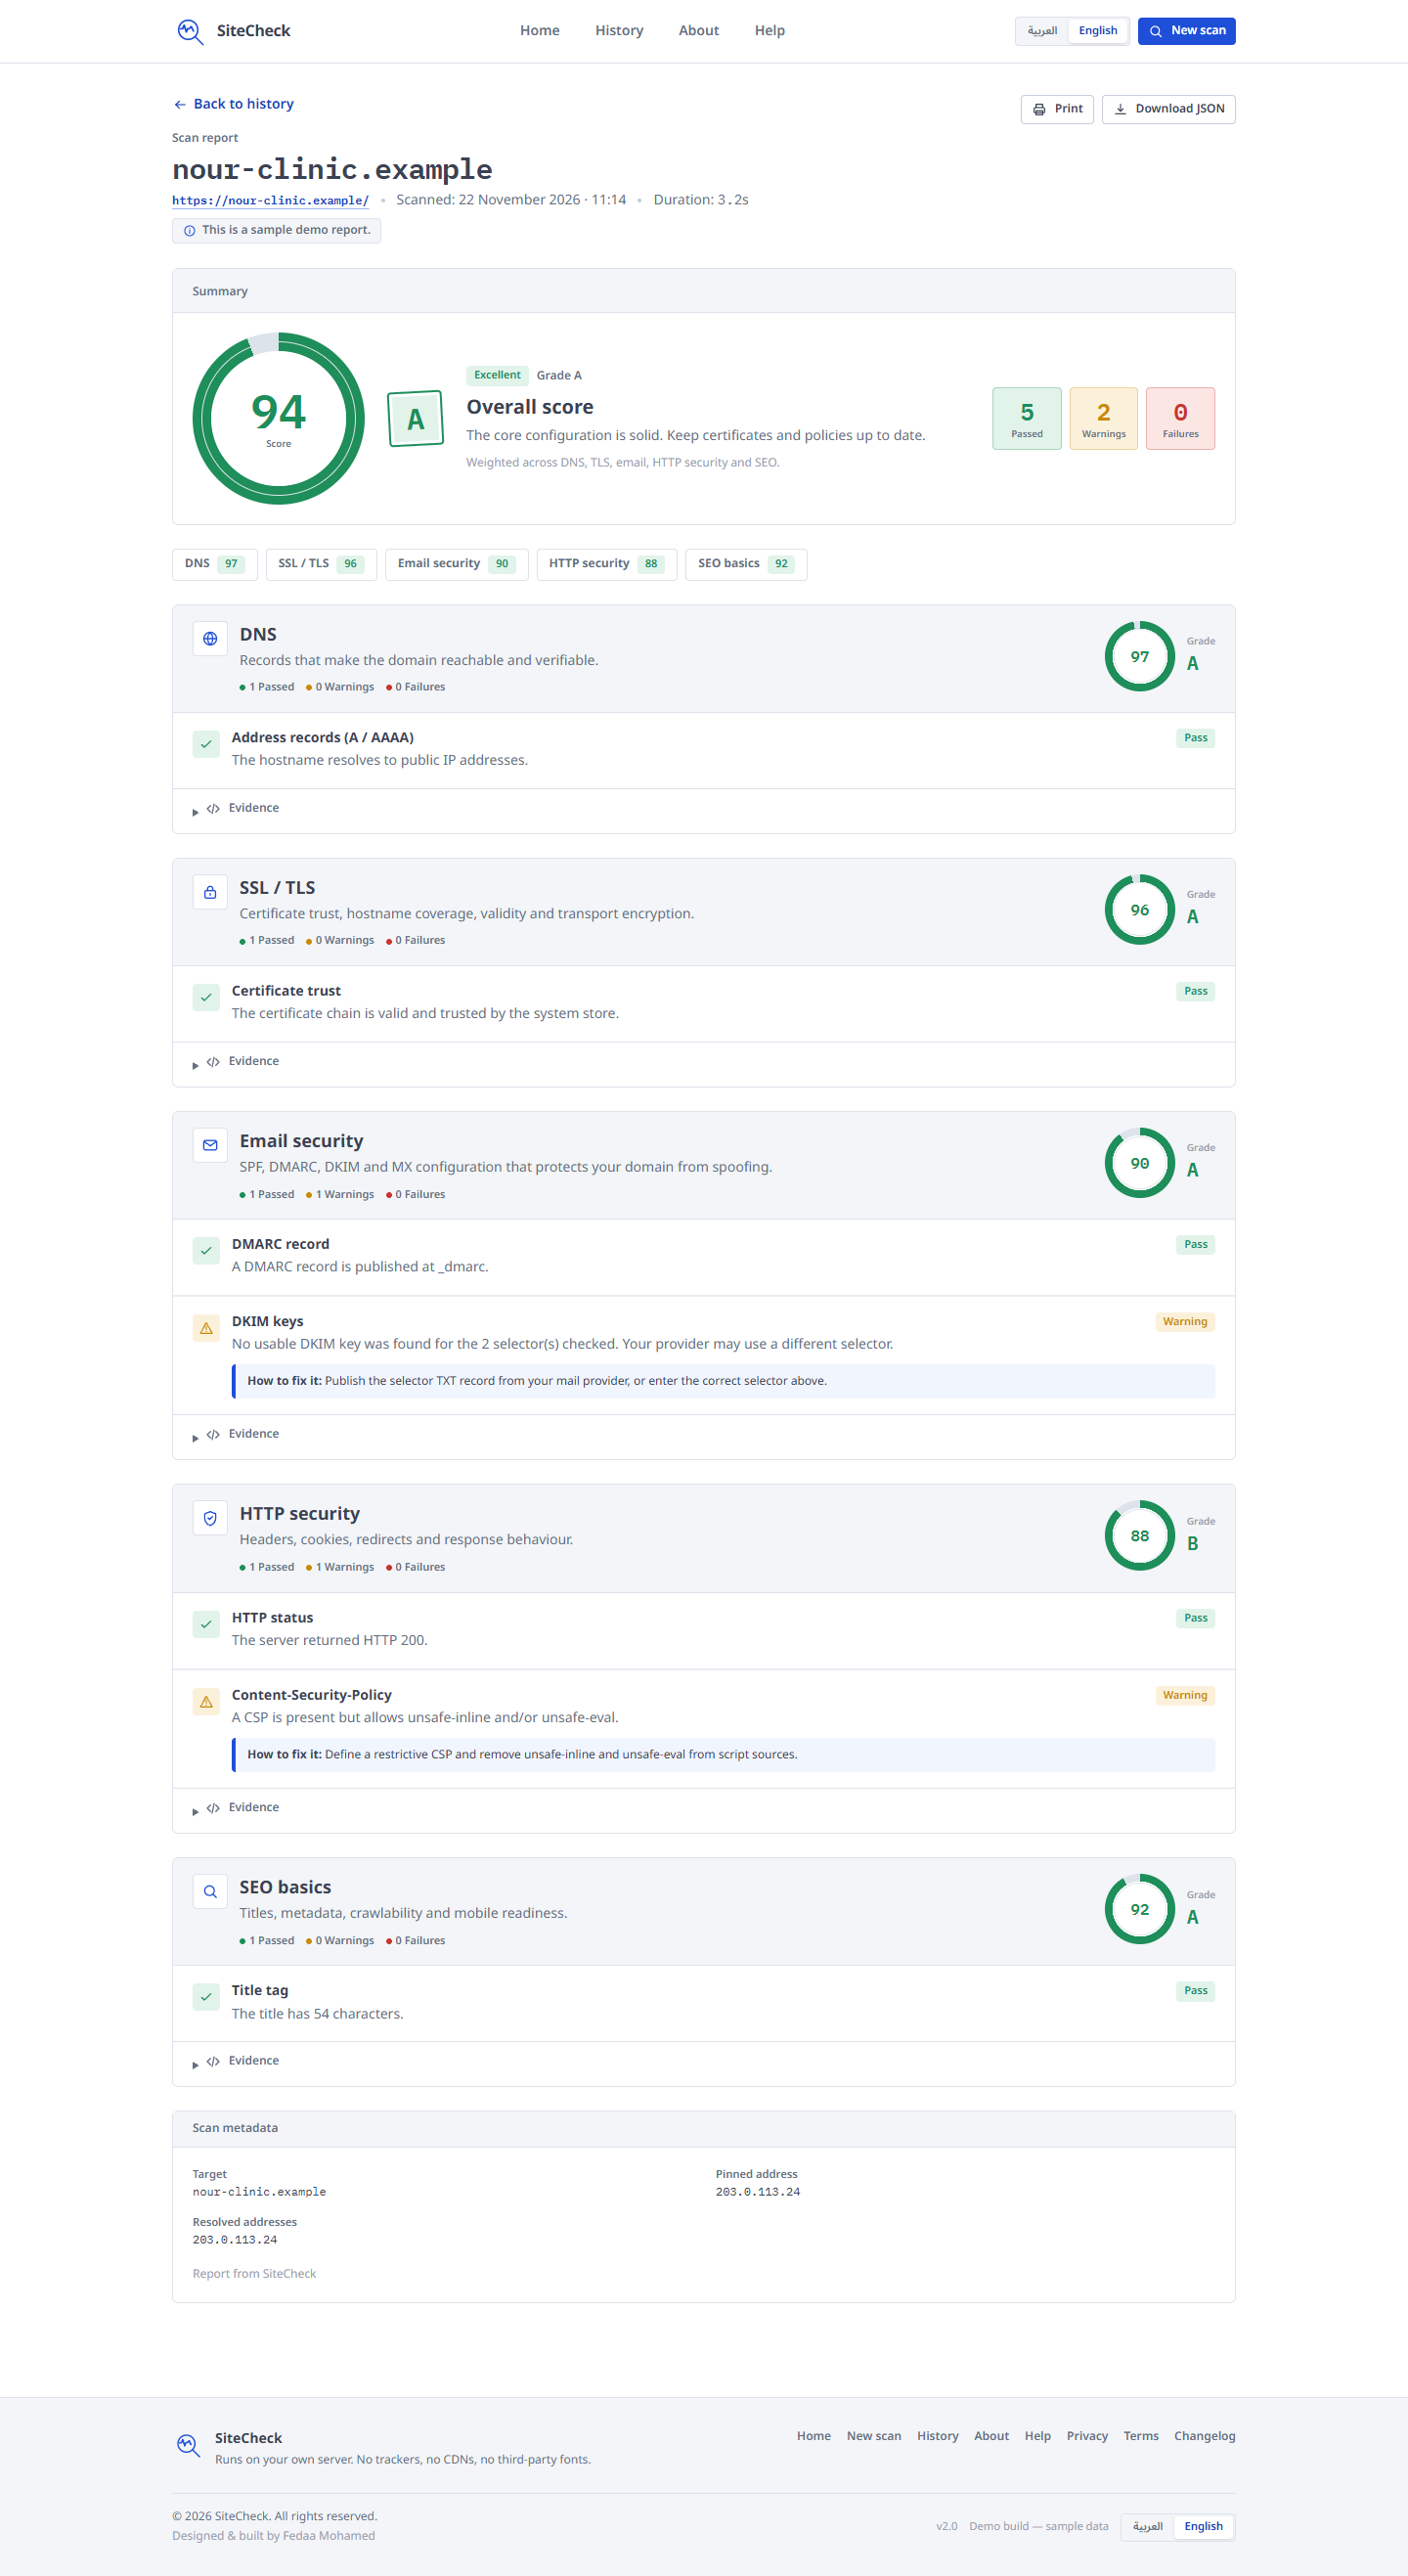 SiteCheck
Home History About Help
العربية English New scan
Back to history
Print Download JSON
Scan report
nour-clinic.example
https://nour-clinic.example/ • Scanned: 22 November 2026 · 11:14 • Duration: 3.2s
This is a sample demo report.
Summary
94
Score
A
Excellent Grade A
Overall score
The core configuration is solid. Keep certificates and policies up to date.
Weighted across DNS, TLS, email, HTTP security and SEO.
5
Passed
2
Warnings
0
Failures
DNS 97 SSL / TLS 96 Email security 90 HTTP security 88 SEO basics 92
DNS
Records that make the domain reachable and verifiable.
1 Passed 0 Warnings 0 Failures
97
Grade
A
Address records (A / AAAA)
The hostname resolves to public IP addresses.
Pass
Evidence
SSL / TLS
Certificate trust, hostname coverage, validity and transport encryption.
1 Passed 0 Warnings 0 Failures
96
Grade
A
Certificate trust
The certificate chain is valid and trusted by the system store.
Pass
Evidence
Email security
SPF, DMARC, DKIM and MX configuration that protects your domain from spoofing.
1 Passed 1 Warnings 0 Failures
90
Grade
A
DMARC record
A DMARC record is published at _dmarc.
Pass
DKIM keys
No usable DKIM key was found for the 2 selector(s) checked. Your provider may use a different selector.
Warning
How to fix it: Publish the selector TXT record from your mail provider, or enter the correct selector above.
Evidence
HTTP security
Headers, cookies, redirects and response behaviour.
1 Passed 1 Warnings 0 Failures
88
Grade
B
HTTP status
The server returned HTTP 200.
Pass
Content-Security-Policy
A CSP is present but allows unsafe-inline and/or unsafe-eval.
Warning
How to fix it: Define a restrictive CSP and remove unsafe-inline and unsafe-eval from script sources.
Evidence
SEO basics
Titles, metadata, crawlability and mobile readiness.
1 Passed 0 Warnings 0 Failures
92
Grade
A
Title tag
The title has 54 characters.
Pass
Evidence
Scan metadata
Target
nour-clinic.example
Pinned address
203.0.113.24
Resolved addresses
203.0.113.24
Report from SiteCheck
SiteCheck
Runs on your own server. No trackers, no CDNs, no third-party fonts.
Home New scan History About Help Privacy Terms Changelog
© 2026 SiteCheck. All rights reserved.
Designed & built by Fedaa Mohamed
v2.0 Demo build — sample data العربية English